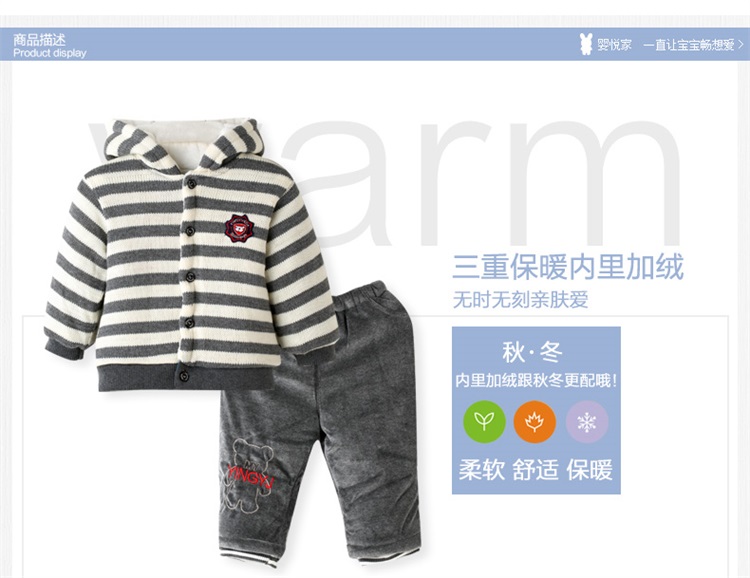 商品描述
Product display
婴悦家 一直让宝宝畅想爱 >
warm
三重保暖内里加绒
无时无刻亲肤爱
秋·冬
内里加绒跟秋冬更配哦!
柔软 舒适 保暖
YINGXU